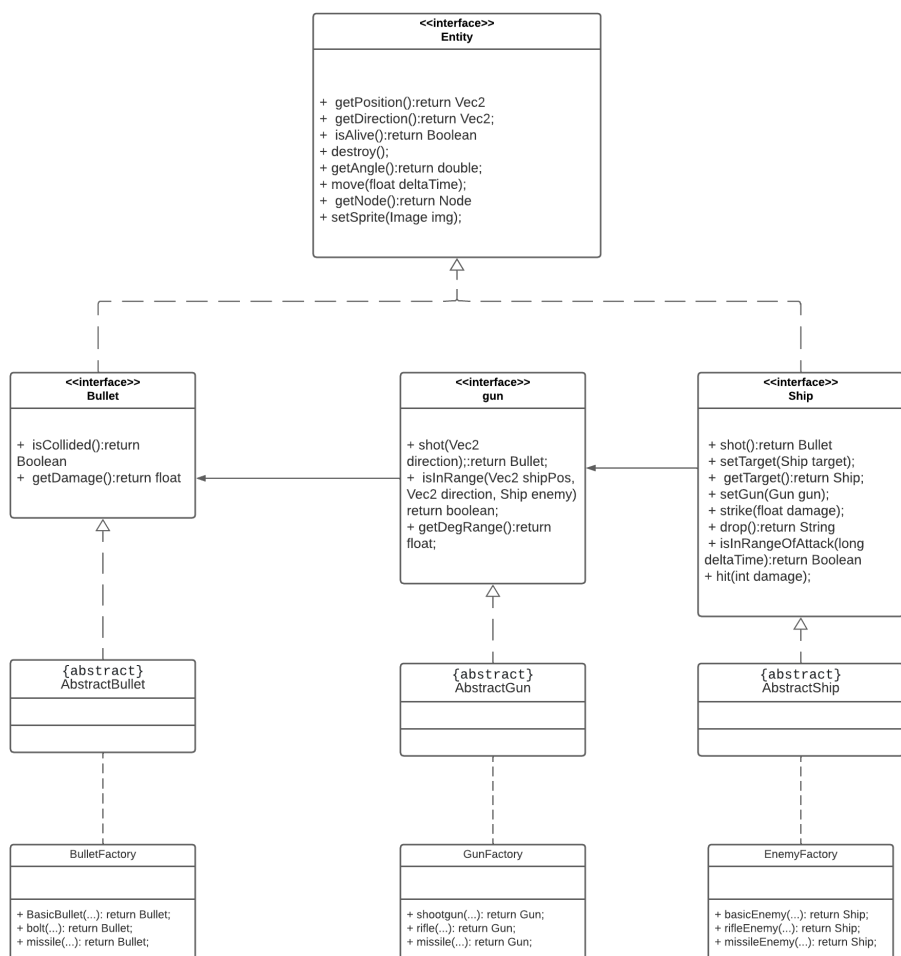 <<interface>>
Entity
+ getPosition():return Vec2
+ getDirection():return Vec2;
+ isAlive():return Boolean
+ destroy();
+ getAngle():return double;
+ move(float deltaTime);
+ getNode():return Node
+ setSprite(Image img);
<<interface>>
Bullet
+ isCollided():return
Boolean
+ getDamage():return float
<<interface>>
gun
+ shot(Vec2
direction);:return Bullet;
+ isInRange(Vec2 shipPos,
Vec2 direction, Ship enemy)
return boolean;
+ getDegRange():return
float;
<<interface>>
Ship
+ shot():return Bullet
+ setTarget(Ship target);
+ getTarget():return Ship;
+ setGun(Gun gun);
+ strike(float damage);
+ drop():return String
+ isInRangeOfAttack(long
deltaTime):return Boolean
+ hit(int damage);
{abstract}
AbstractBullet
{abstract}
AbstractGun
{abstract}
AbstractShip
BulletFactory
+ BasicBullet(...): return Bullet;
+ bolt(...): return Bullet;
+ missile(...): return Bullet;
GunFactory
+ shootgun(...): return Gun;
+ rifle(...): return Gun;
+ missile(...): return Gun;
EnemyFactory
+ basicEnemy(...): return Ship;
+ rifleEnemy(...): return Ship;
+ missileEnemy(...): return Ship;